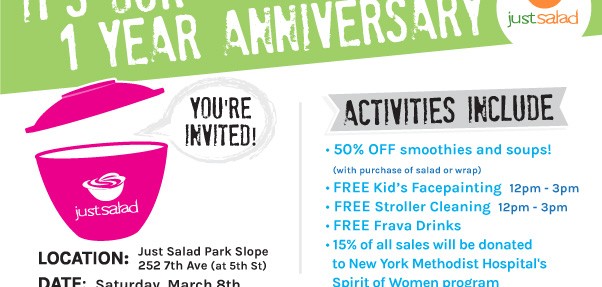 IT'S OUR
1 YEAR ANNIVERSARY
just salad
YOU'RE
INVITED!
just salad
LOCATION: Just Salad Park Slope
252 7th Ave (at 5th St)
DATE: Saturday, March 8th
ACTIVITIES INCLUDE
• 50% OFF smoothies and soups!
(with purchase of salad or wrap)
• FREE Kid's Facepainting 12pm - 3pm
• FREE Stroller Cleaning 12pm - 3pm
• FREE Frava Drinks
• 15% of all sales will be donated
to New York Methodist Hospital's
Spirit of Women program